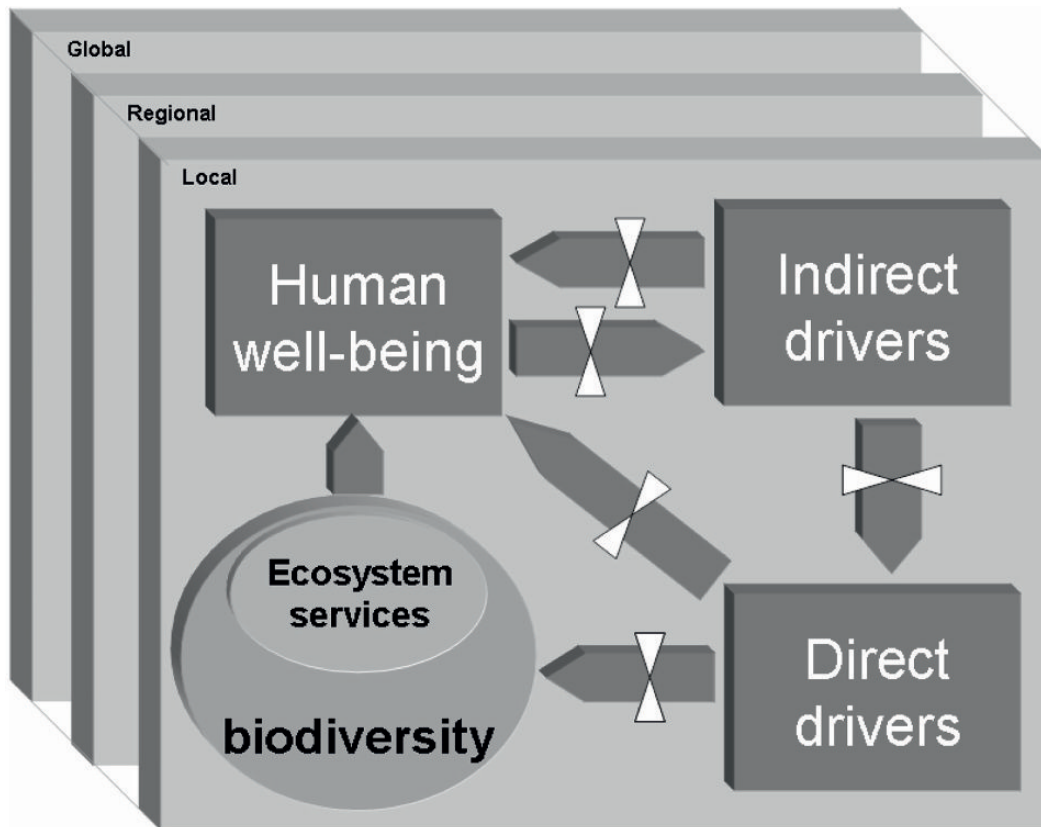 Global
Regional
Local
Human
well-being
Indirect
drivers
Ecosystem
services
biodiversity
Direct
drivers